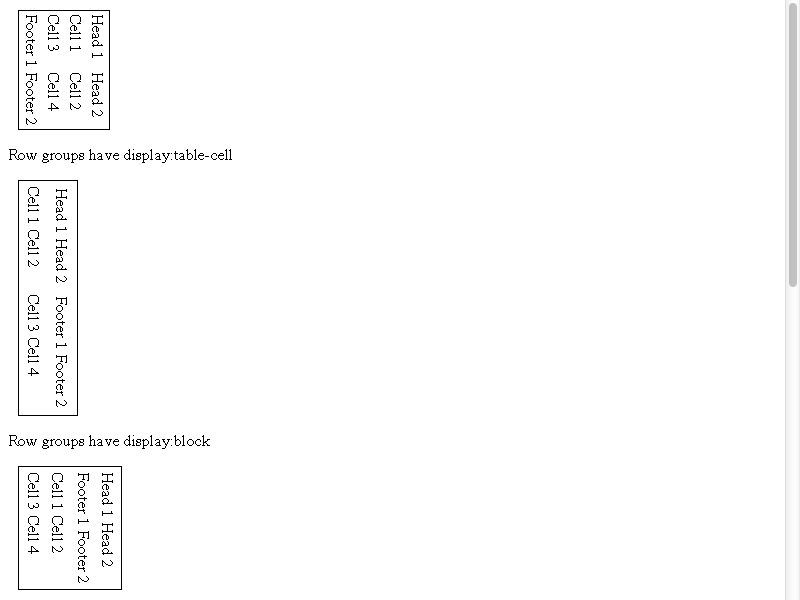 Head 1 Head 2
Cell 1 Cell 2
Cell 3 Cell 4
Footer 1 Footer 2
Row groups have display:table-cell
Head 1 Head 2 Footer 1 Footer 2
Cell 1 Cell 2 Cell 3 Cell 4
Row groups have display:block
Head 1 Head 2
Footer 1 Footer 2
Cell 1 Cell 2
Cell 3 Cell 4